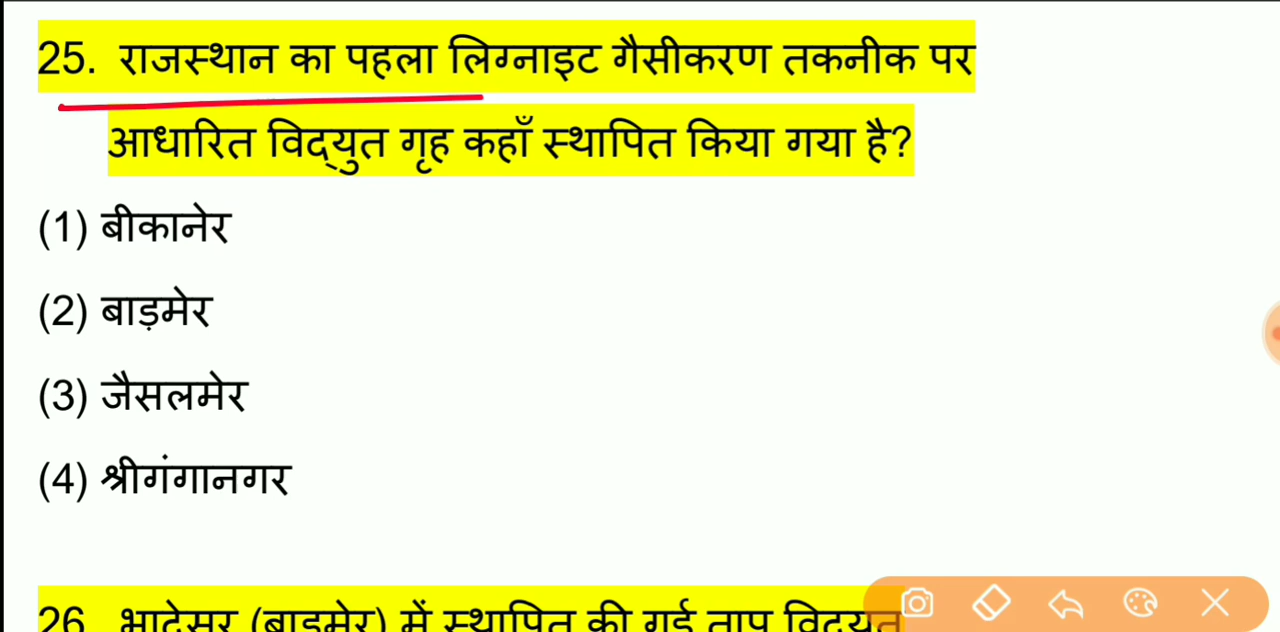 25. राजस्थान का पहला लिग्नाइट गैसीकरण तकनीक पर
आधारित विद्युत गृह कहाँ स्थापित किया गया है?
(1) बीकानेर
(2) बाड़मेर
(3) जैसलमेर
(4) श्रीगंगानगर
26 भादेसर (बाड़मेर) में स्थापित की गई ताप विद्युत